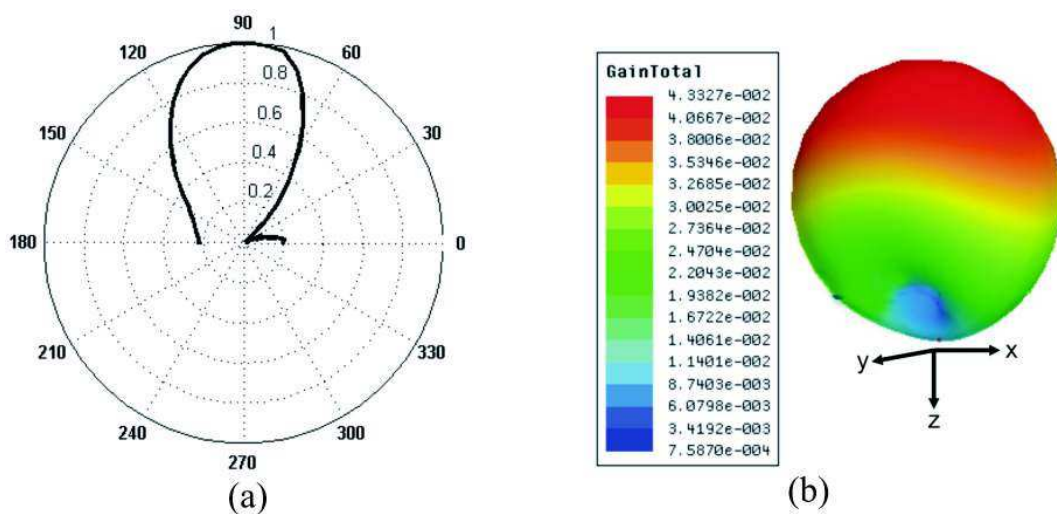 90
120
1
60
0.8
150
0.6
30
0.4
0.2
180
0
210
330
240
300
270
(a)
GainTotal
4.3327e-002
4.0667e-002
3.8006e-002
3.5346e-002
3.2685e-002
3.0025e-002
2.7364e-002
2.4704e-002
2.2043e-002
1.9382e-002
1.6722e-002
1.4061e-002
1.1401e-002
8.7403e-003
6.0798e-003
3.4192e-003
7.5870e-004
y
x
z
(b)